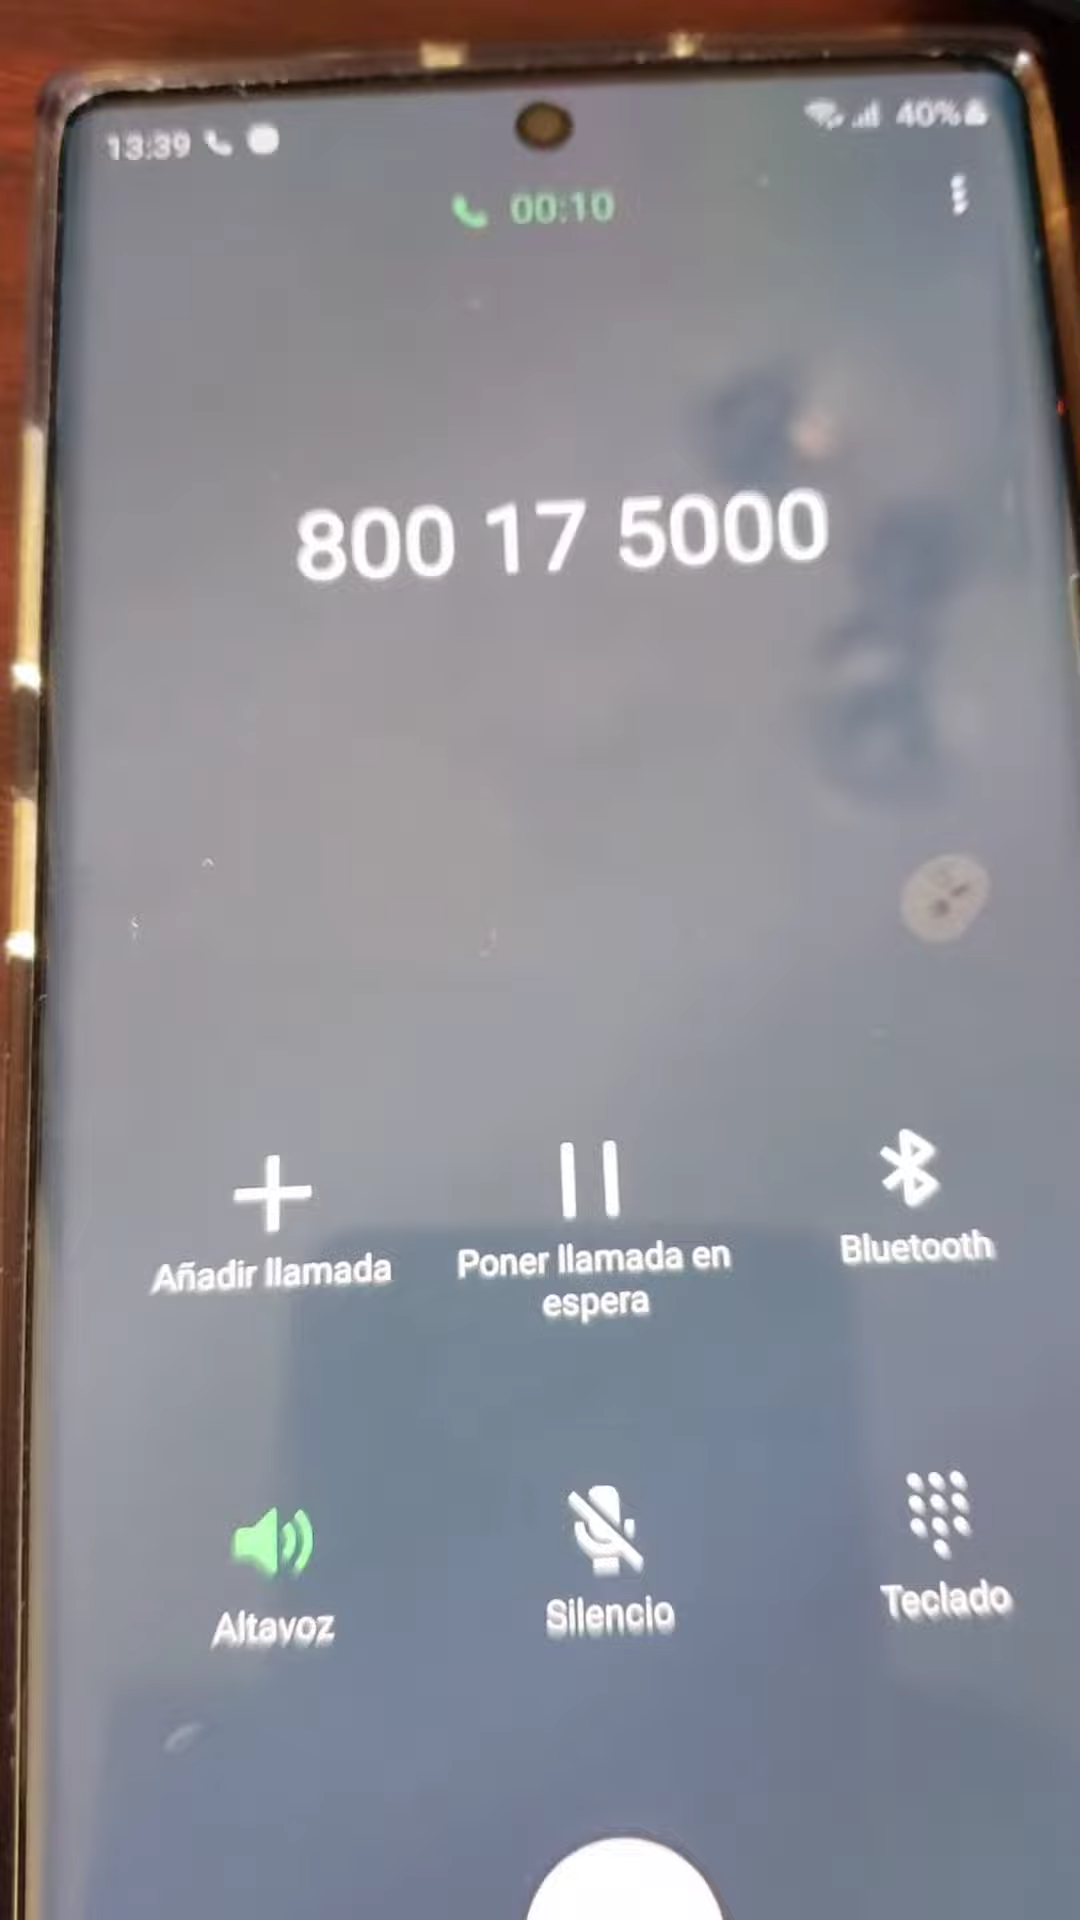 13:39
40%
00:10
800 17 5000
Añadir llamada
Poner llamada en
espera
Bluetooth
Altavoz
Silencio
Teclado